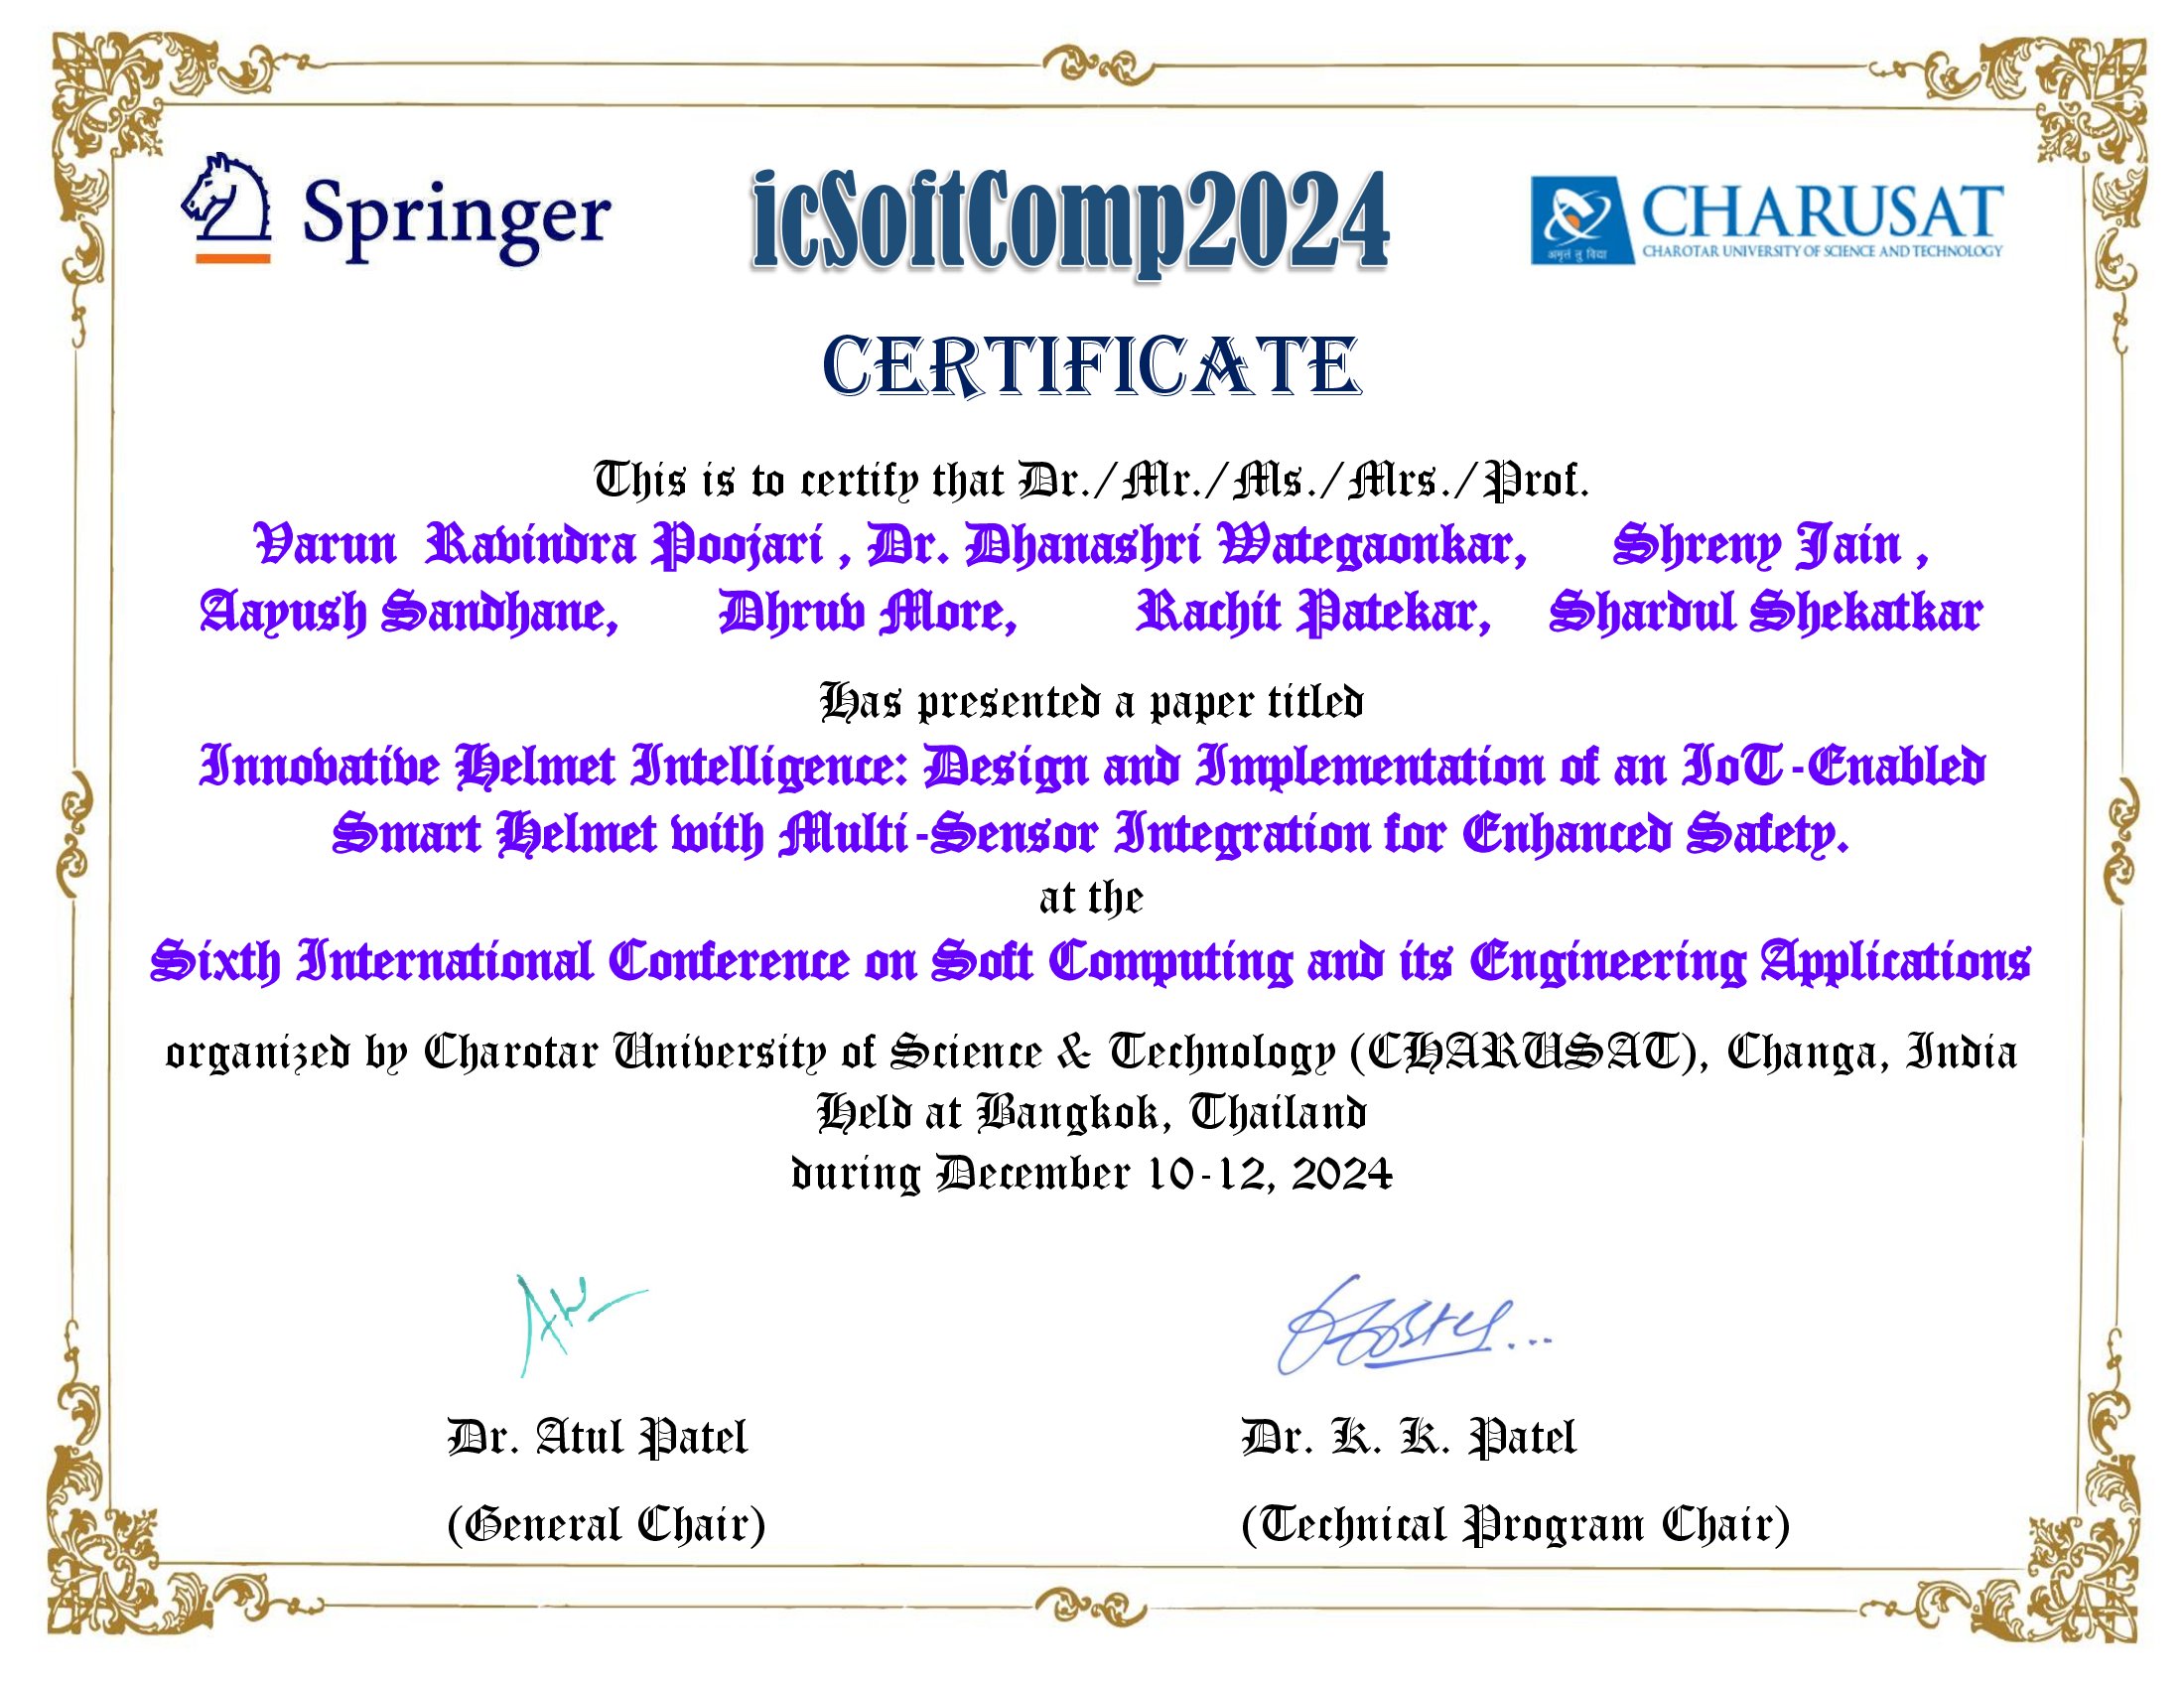 Springer
icSoftComp2024
CHARUSAT
CHAROTAR UNIVERSITY OF SCIENCE AND TECHNOLOGY
अमृतं तु विद्या
CERTIFICATE
This is to certify that Dr./Mr./Ms./Mrs./Prof.
Varun Ravindra Poojari , Dr. Dhanashri Wategaonkar, Shreny Jain ,
Aayush Sandhane, Dhruv More, Rachit Patekar, Shardul Shekatkar
Has presented a paper titled
Innovative Helmet Intelligence: Design and Implementation of an IoT-Enabled
Smart Helmet with Multi-Sensor Integration for Enhanced Safety.
at the
Sixth International Conference on Soft Computing and its Engineering Applications
organized by Charotar University of Science & Technology (CHARUSAT), Changa, India
Held at Bangkok, Thailand
during December 10-12, 2024
Dr. Atul Patel
Dr. K. K. Patel
(General Chair)
(Technical Program Chair)